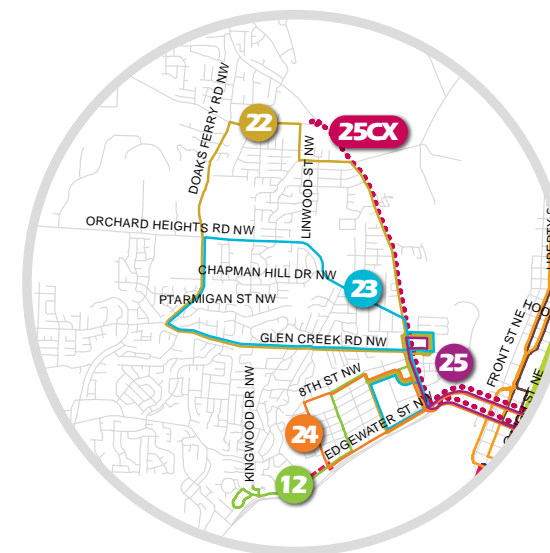 DOAKS FERRY RD NW
22
25CX
LINWOOD ST NW
ORCHARD HEIGHTS RD NW
CHAPMAN HILL DR NW
23
PTARMIGAN ST NW
GLEN CREEK RD NW
25
FRONT ST NE
8TH ST NW
KINGWOOD DR NW
24
EDGEWATER ST NW
12
ST NE